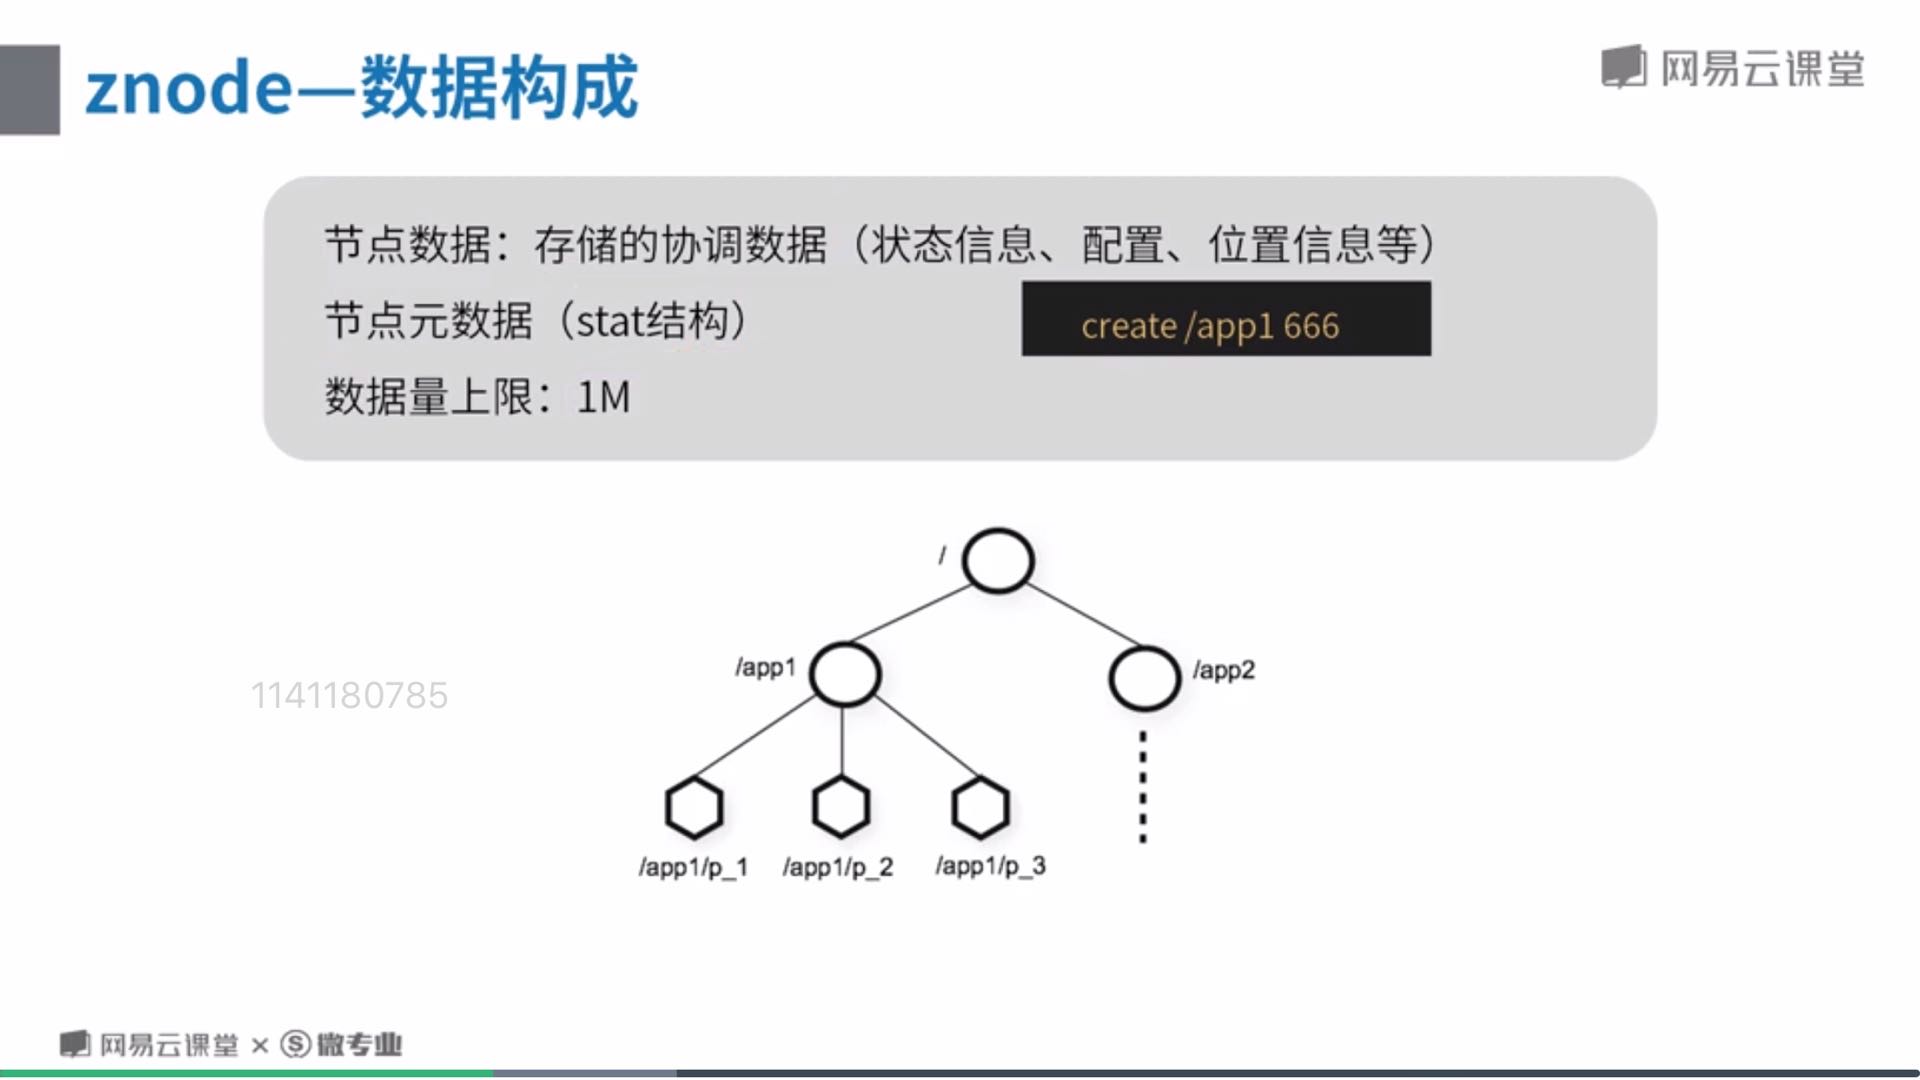 znode—数据构成
网易云课堂
节点数据：存储的协调数据（状态信息、配置、位置信息等）
节点元数据（stat结构）
create /app1 666
数据量上限：1M
/
/app1
/app2
1141180785
/app1/p_1
/app1/p_2
/app1/p_3
网易云课堂 × 微专业